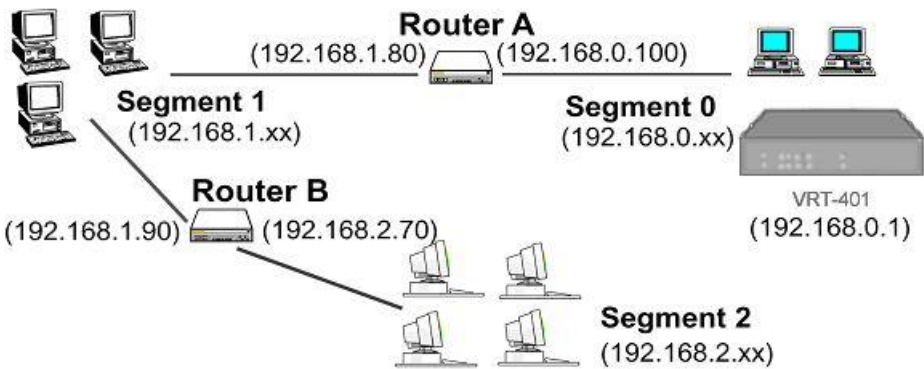 Router A
(192.168.1.80)
(192.168.0.100)
Segment 1
(192.168.1.xx)
Segment 0
(192.168.0.xx)
VRT-401
(192.168.0.1)
Router B
(192.168.1.90)
(192.168.2.70)
Segment 2
(192.168.2.xx)